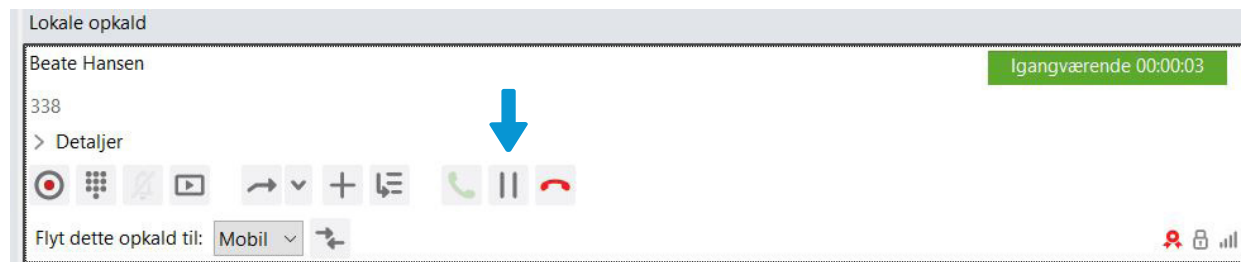 Lokale opkald
Beate Hansen
Igangværende 00:00:03
338
> Detaljer
Flyt dette opkald til: Mobil